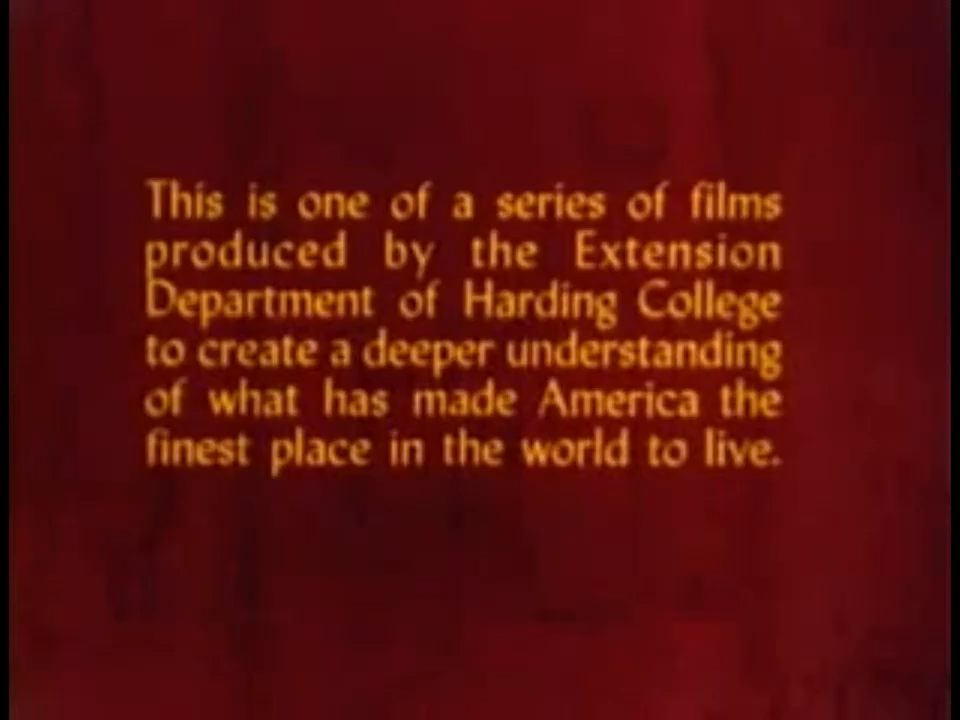 This is one of a series of films
produced by the Extension
Department of Harding College
to create a deeper understanding
of what has made America the
finest place in the world to live.